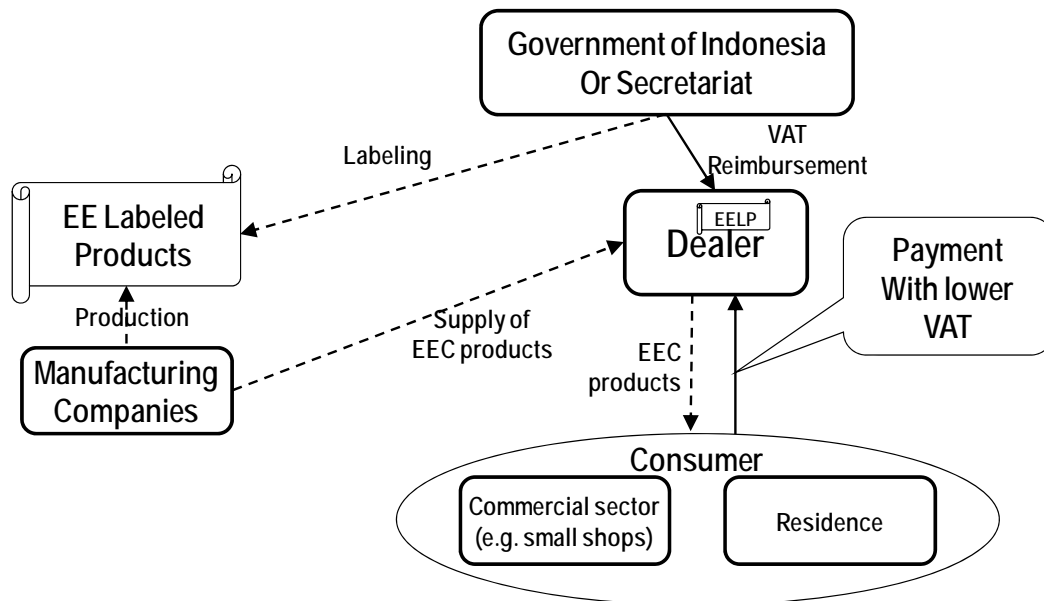 Government of Indonesia
Or Secretariat
VAT
Reimbursement
Labeling
EE Labeled
Products
EELP
Dealer
Payment
With lower
VAT
Production
Supply of
EEC products
EEC
products
Manufacturing
Companies
Consumer
Commercial sector
(e.g. small shops)
Residence